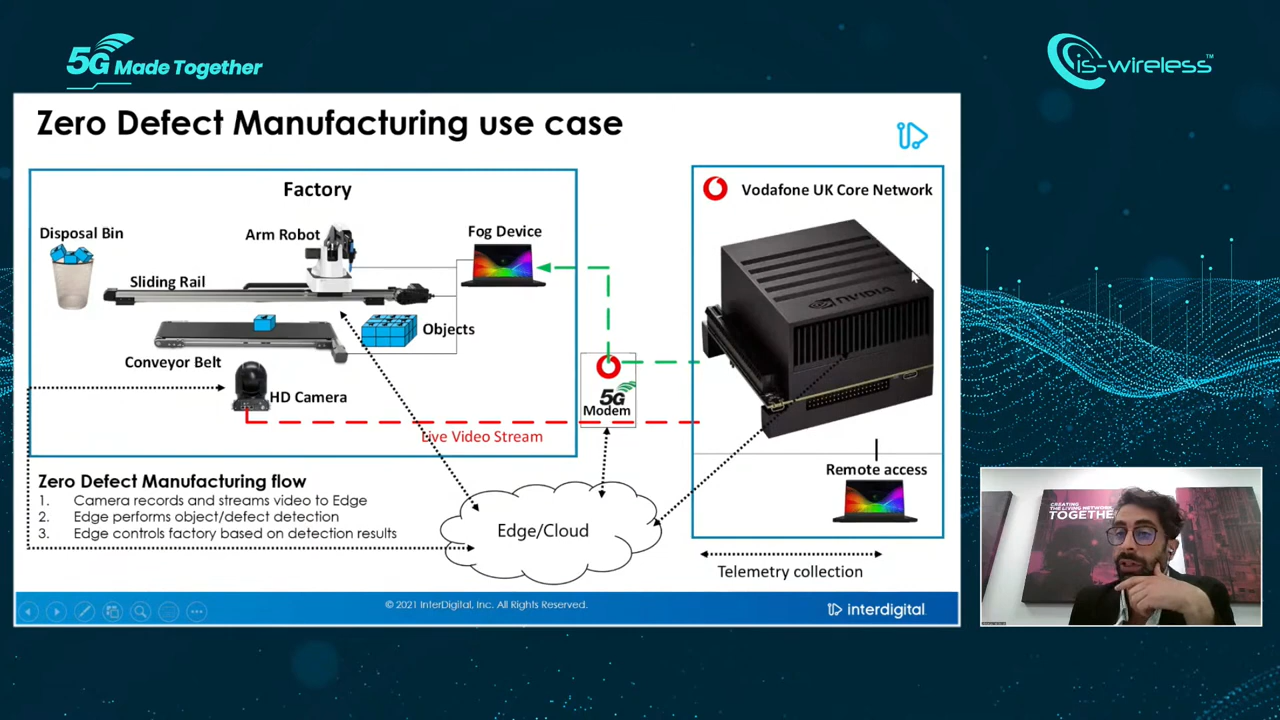 5G Made Together
is-wireless™
Zero Defect Manufacturing use case
Factory
Disposal Bin
Arm Robot
Fog Device
Sliding Rail
Objects
Conveyor Belt
HD Camera
Live Video Stream
5G
Modem
Vodafone UK Core Network
NVIDIA
Remote access
Zero Defect Manufacturing flow
1. Camera records and streams video to Edge
2. Edge performs object/defect detection
3. Edge controls factory based on detection results
Edge/Cloud
Telemetry collection
© 2021 InterDigital, Inc. All Rights Reserved.
interdigital
CREATING
THE LIVING NETWORK,
TOGETHE